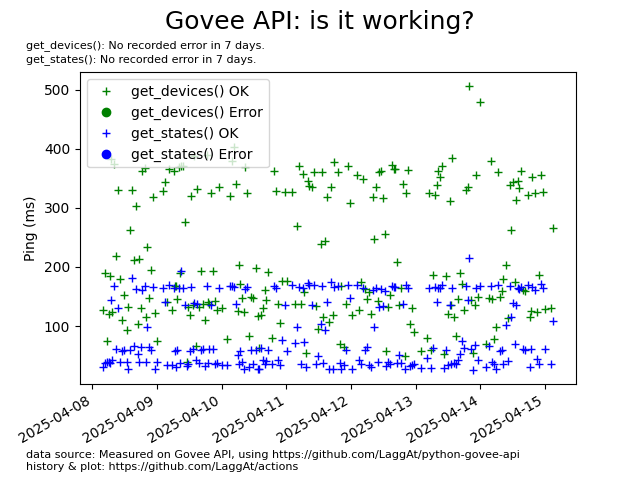 Govee API: is it working?
get_devices(): No recorded error in 7 days.
get_states(): No recorded error in 7 days.
get_devices() OK
get_devices() Error
get_states() OK
get_states() Error
Ping (ms)
500
400
300
200
100
2025-04-08
2025-04-09
2025-04-10
2025-04-11
2025-04-12
2025-04-13
2025-04-14
2025-04-15
data source: Measured on Govee API, using https://github.com/LaggAt/python-govee-api
history & plot: https://github.com/LaggAt/actions